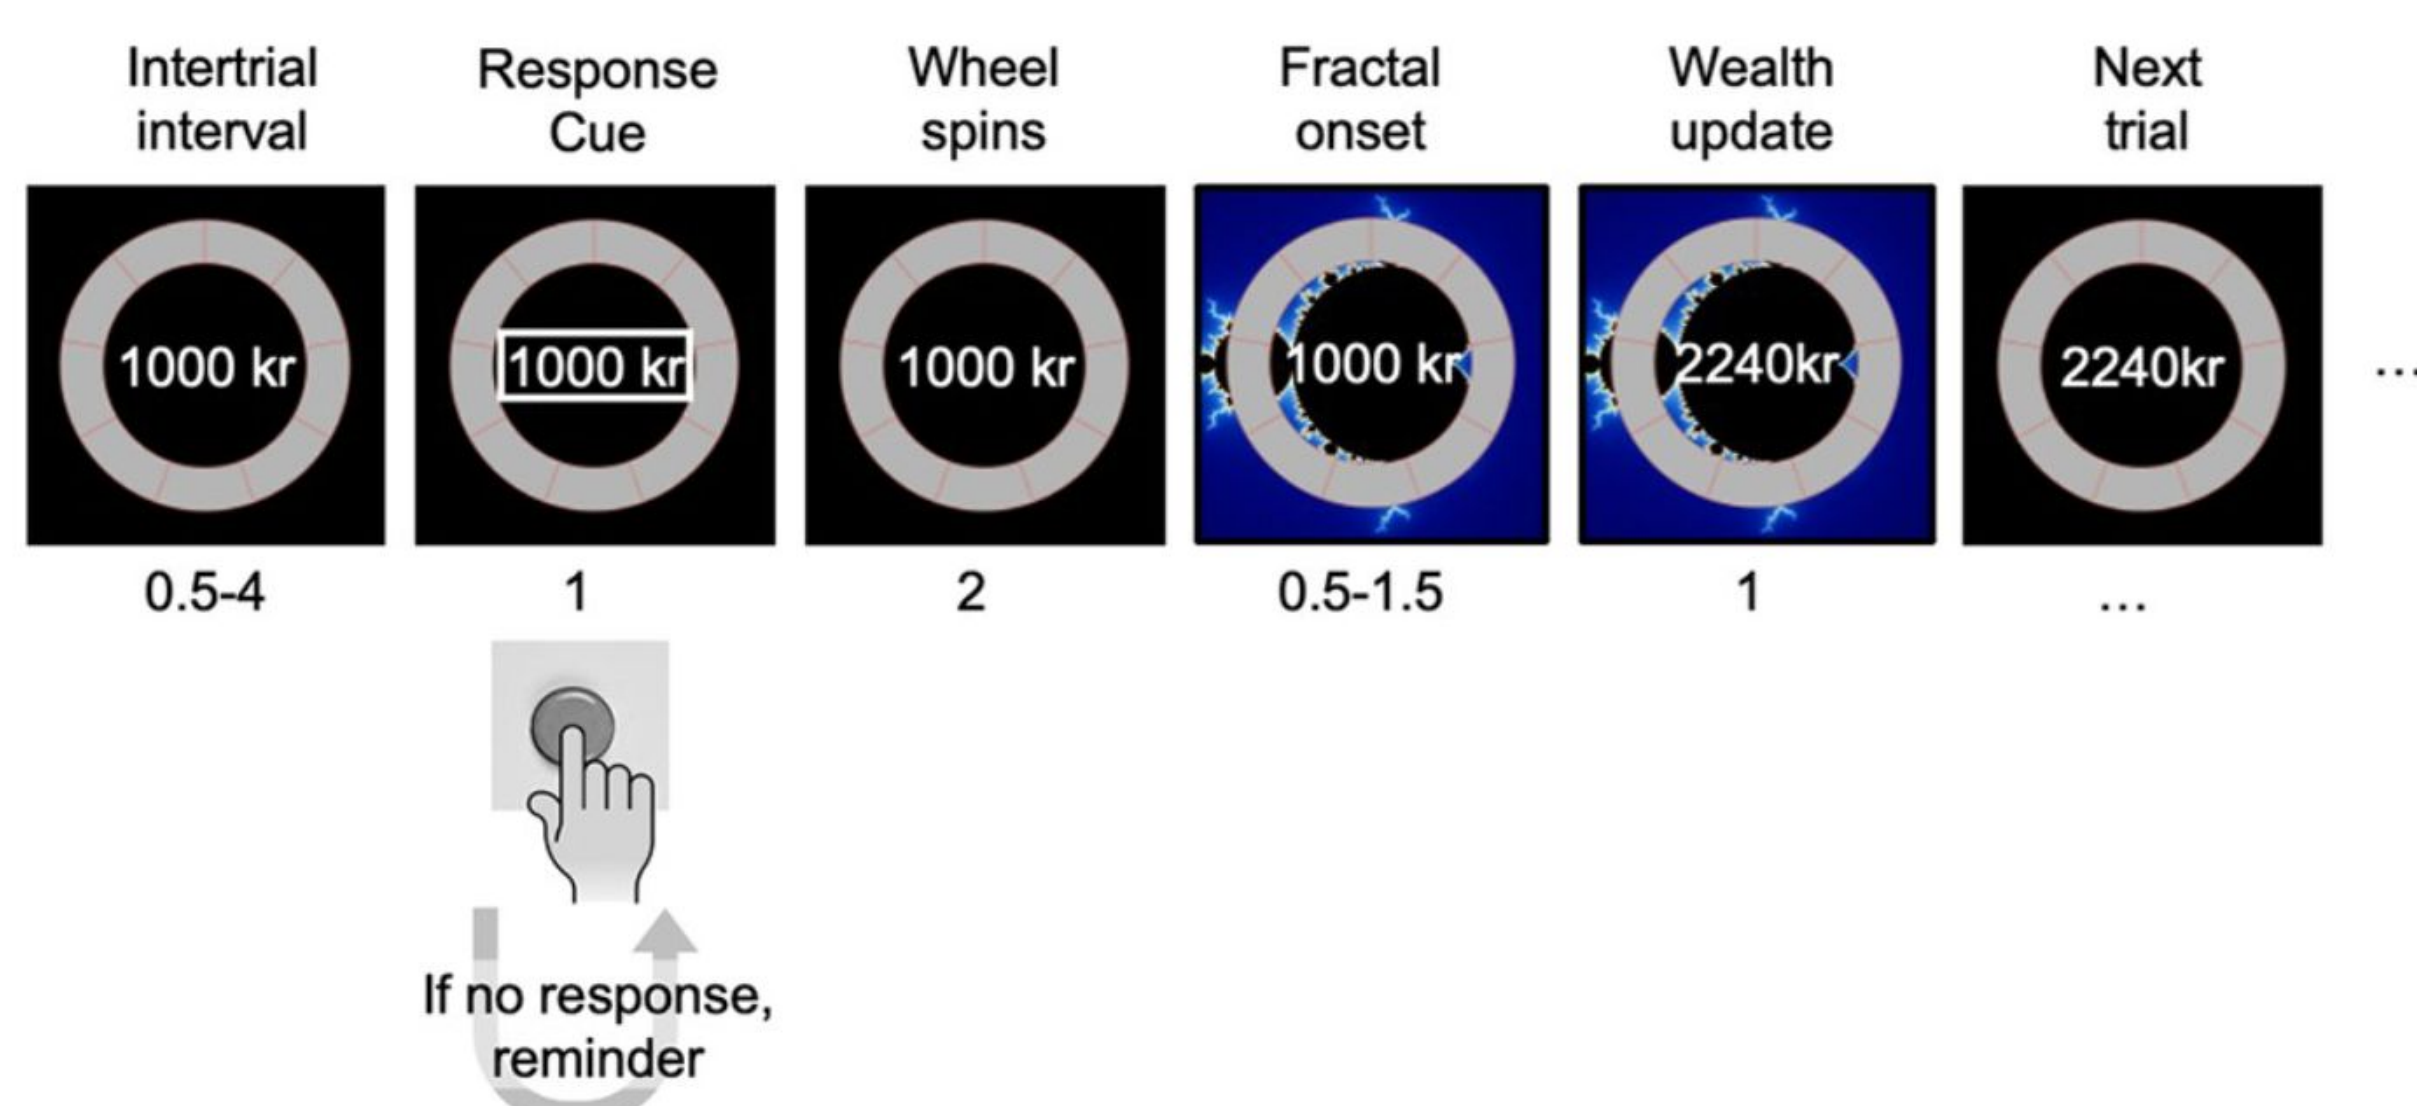 Intertrial
interval
Response
Cue
Wheel
spins
Fractal
onset
Wealth
update
Next
trial
1000 kr
1000 kr
1000 kr
1000 kr
2240kr
2240kr
...
0.5-4
1
2
0.5-1.5
1
...
If no response,
reminder